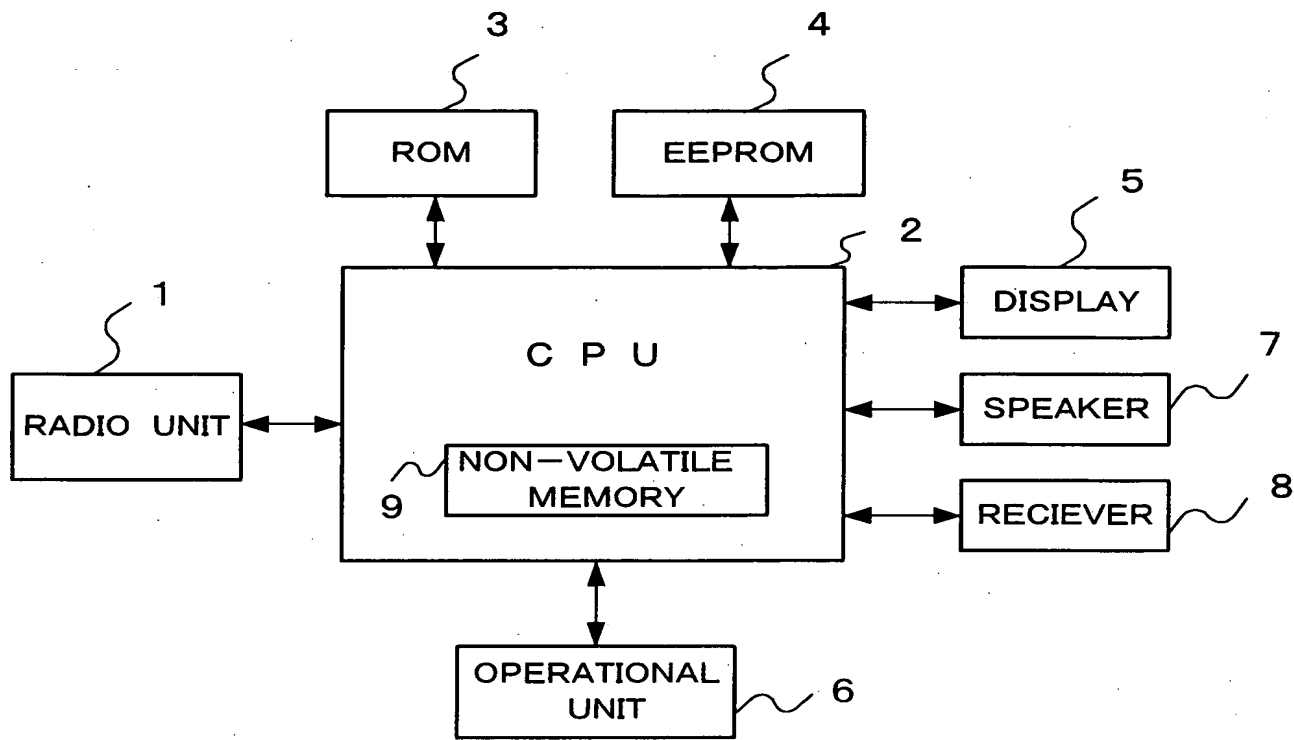 3
4
ROM
EEPROM
5
2
DISPLAY
1
C P U
7
RADIO UNIT
SPEAKER
NON-VOLATILE
MEMORY
9
8
RECIEVER
OPERATIONAL
UNIT
6